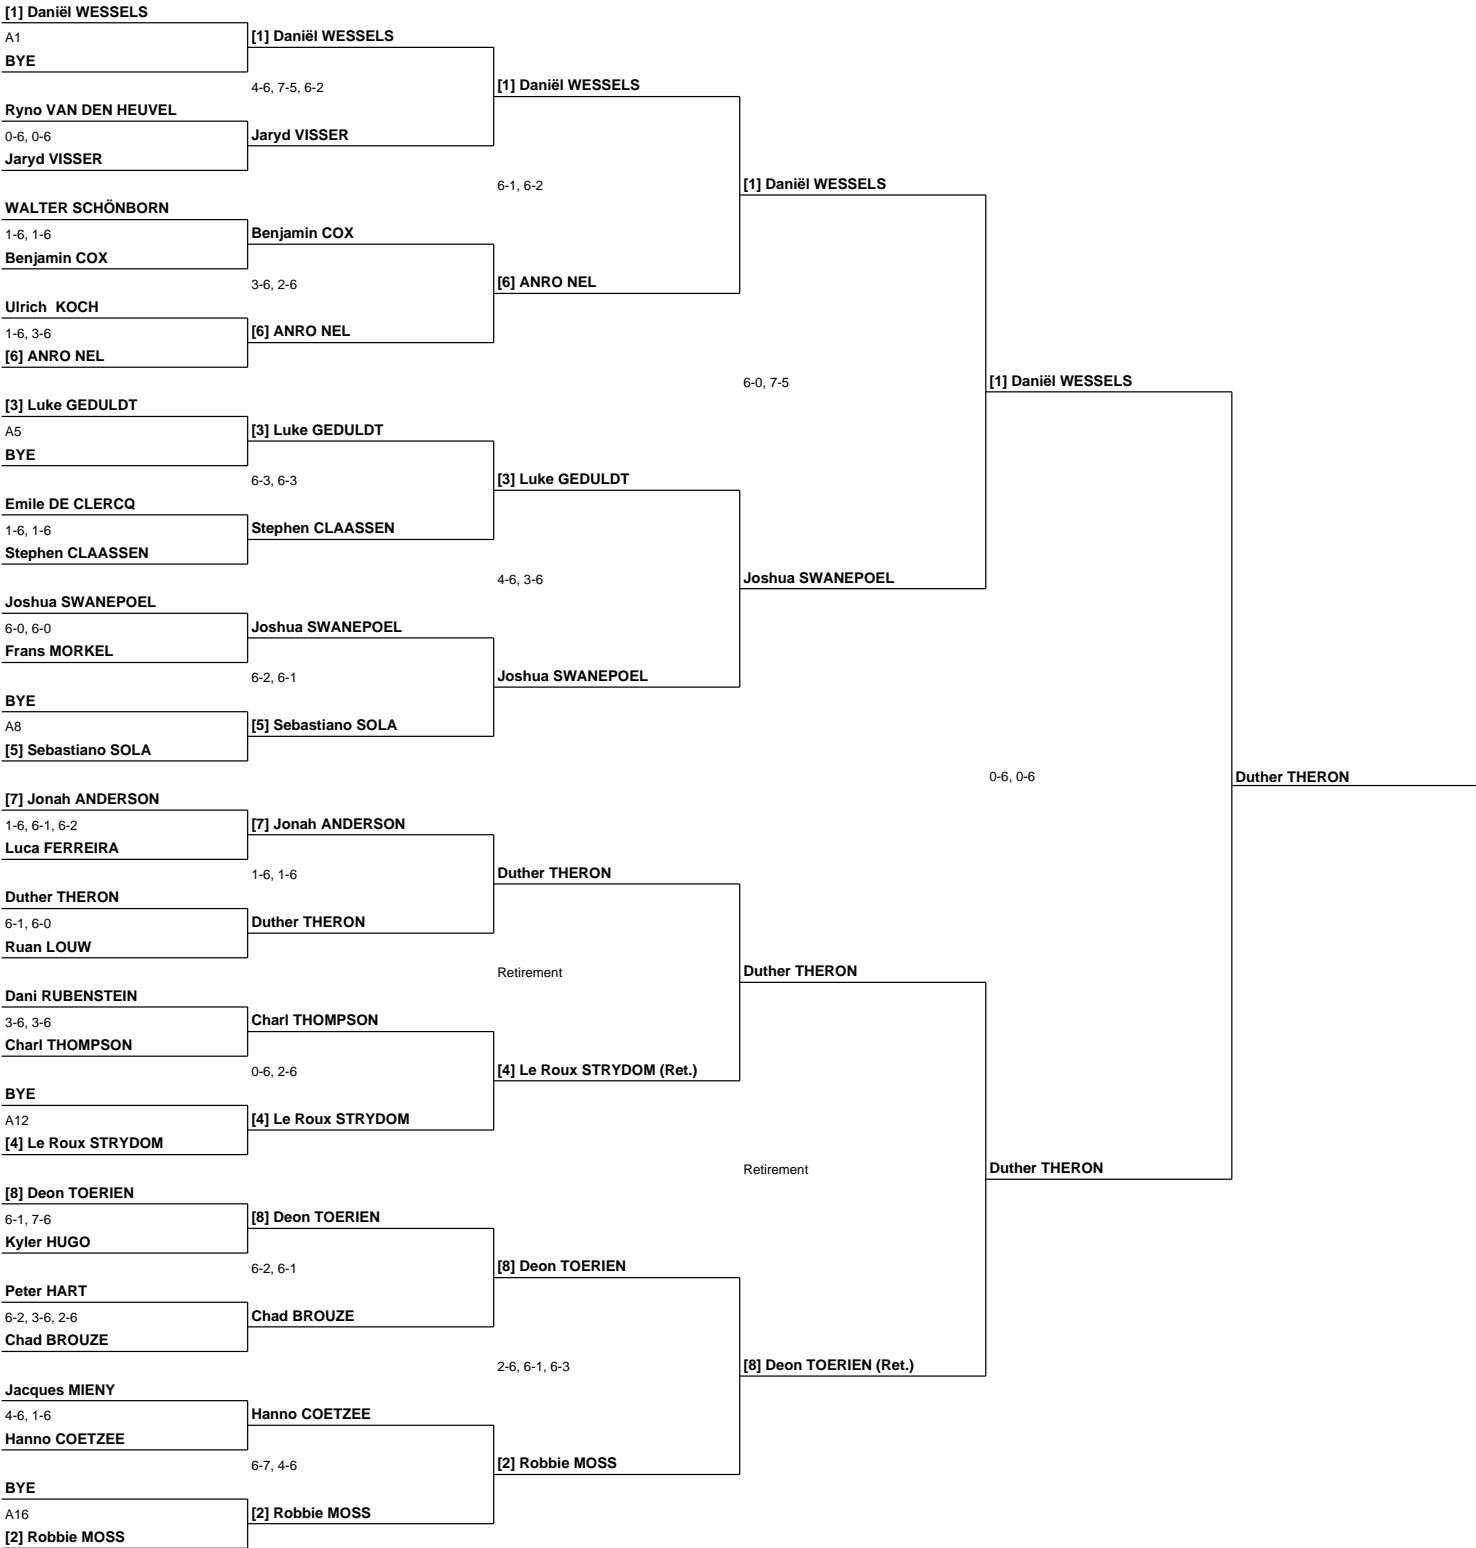 [1] Daniël WESSELS
A1
BYE
Ryno VAN DEN HEUVEL
0-6, 0-6
Jaryd VISSER
WALTER SCHÖNBORN
1-6, 1-6
Benjamin COX
Ulrich  KOCH
1-6, 3-6
[6] ANRO NEL
[3] Luke GEDULDT
A5
BYE
Emile DE CLERCQ
1-6, 1-6
Stephen CLAASSEN
Joshua SWANEPOEL
6-0, 6-0
Frans MORKEL
BYE
A8
[5] Sebastiano SOLA
[7] Jonah ANDERSON
1-6, 6-1, 6-2
Luca FERREIRA
Duther THERON
6-1, 6-0
Ruan LOUW
Dani RUBENSTEIN
3-6, 3-6
Charl THOMPSON
BYE
A12
[4] Le Roux STRYDOM
[8] Deon TOERIEN
6-1, 7-6
Kyler HUGO
Peter HART
6-2, 3-6, 2-6
Chad BROUZE
Jacques MIENY
4-6, 1-6
Hanno COETZEE
BYE
A16
[2] Robbie MOSS
[1] Daniël WESSELS
4-6, 7-5, 6-2
Jaryd VISSER
Benjamin COX
3-6, 2-6
[6] ANRO NEL
[3] Luke GEDULDT
6-3, 6-3
Stephen CLAASSEN
Joshua SWANEPOEL
6-2, 6-1
[5] Sebastiano SOLA
[7] Jonah ANDERSON
1-6, 1-6
Duther THERON
Charl THOMPSON
0-6, 2-6
[4] Le Roux STRYDOM
[8] Deon TOERIEN
6-2, 6-1
Chad BROUZE
Hanno COETZEE
6-7, 4-6
[2] Robbie MOSS
[1] Daniël WESSELS
6-1, 6-2
[6] ANRO NEL
[3] Luke GEDULDT
4-6, 3-6
Joshua SWANEPOEL
Duther THERON
Retirement
[4] Le Roux STRYDOM (Ret.)
[8] Deon TOERIEN
2-6, 6-1, 6-3
[2] Robbie MOSS
[1] Daniël WESSELS
6-0, 7-5
Joshua SWANEPOEL
Duther THERON
Retirement
[8] Deon TOERIEN (Ret.)
[1] Daniël WESSELS
0-6, 0-6
Duther THERON
Duther THERON